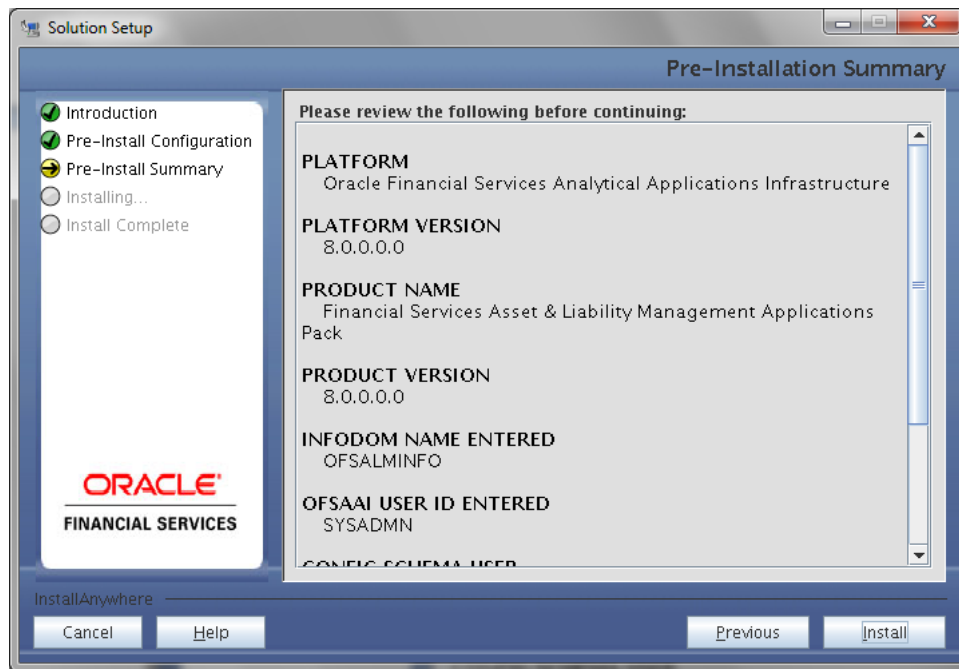 Solution Setup
Pre-Installation Summary
Introduction
Pre-Install Configuration
Pre-Install Summary
Installing...
Install Complete
ORACLE
FINANCIAL SERVICES
Please review the following before continuing:
PLATFORM
Oracle Financial Services Analytical Applications Infrastructure
PLATFORM VERSION
8.0.0.0.0
PRODUCT NAME
Financial Services Asset & Liability Management Applications
Pack
PRODUCT VERSION
8.0.0.0.0
INFODOM NAME ENTERED
OFSALMINFO
OFSAAI USER ID ENTERED
SYSADMN
CONFIG SCHEMA USER
InstallAnywhere
Cancel
Help
Previous
Install